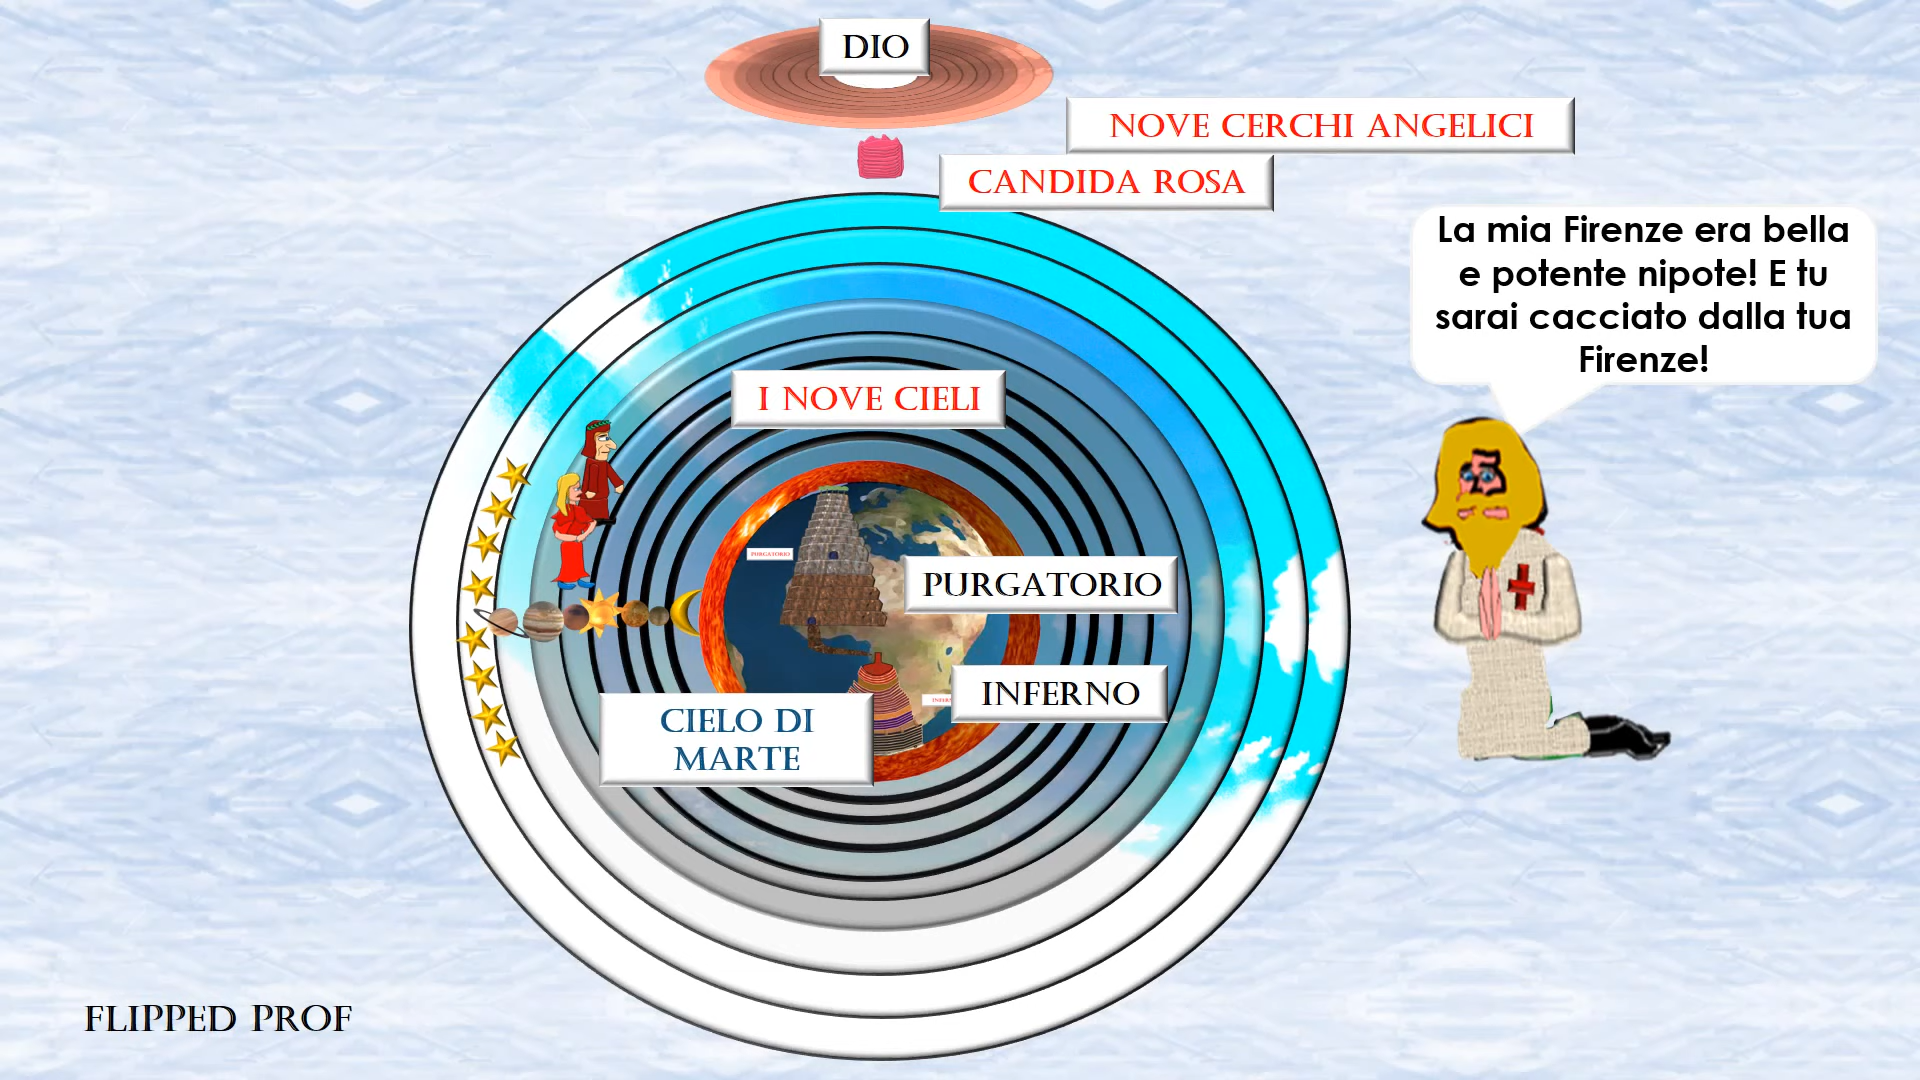 DIO
NOVE CERCHI ANGELICI
CANDIDA ROSA
La mia Firenze era bella
e potente nipote! E tu
sarai cacciato dalla tua
Firenze!
I NOVE CIELI
PURGATORIO
PURGATORIO
INFERNO
CIELO DI
MARTE
FLIPPED PROF